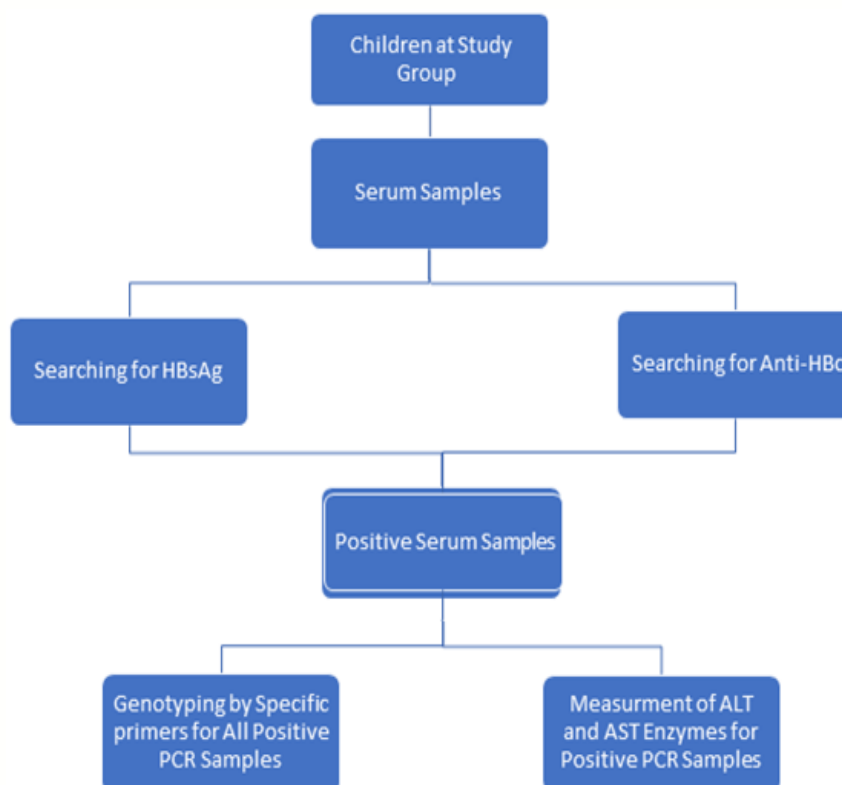 Children at Study
Group
Serum Samples
Searching for HBsAg
Searching for Anti-HBc
Positive Serum Samples
Genotyping by Specific
primers for All Positive
PCR Samples
Measurment of ALT
and AST Enzymes for
Positive PCR Samples